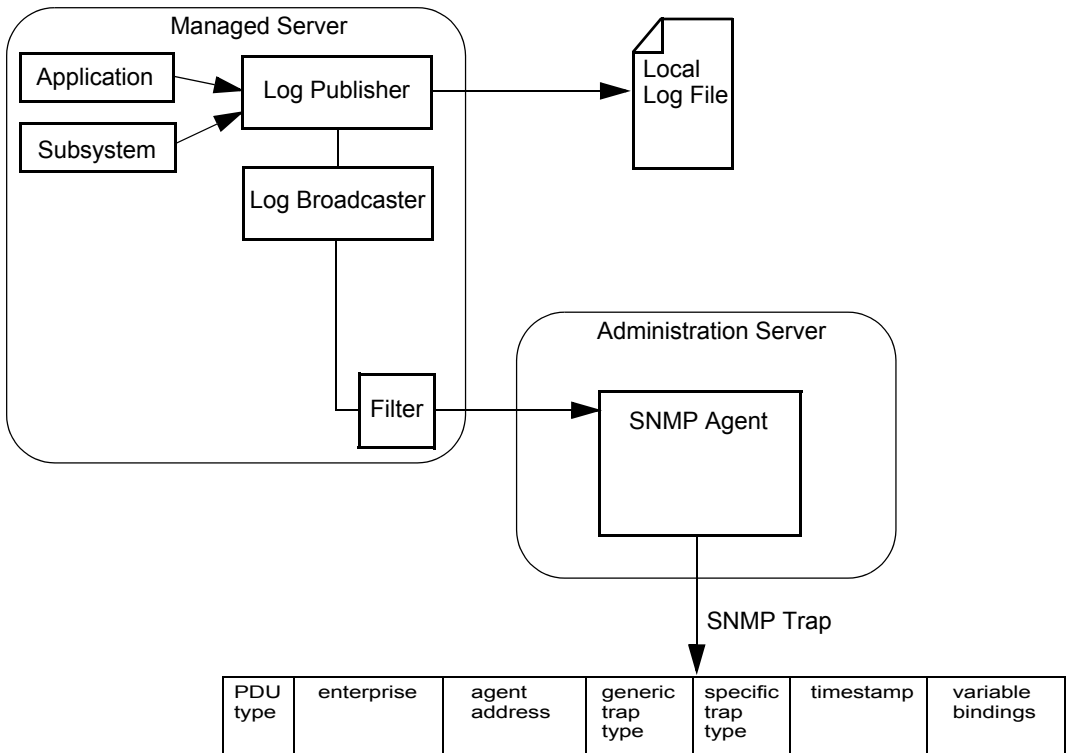 Managed Server
Application
Log Publisher
Local
Log File
Subsystem
Log Broadcaster
Administration Server
Filter
SNMP Agent
SNMP Trap
PDU
type
enterprise
agent
address
generic
trap
type
specific
trap
type
timestamp
variable
bindings